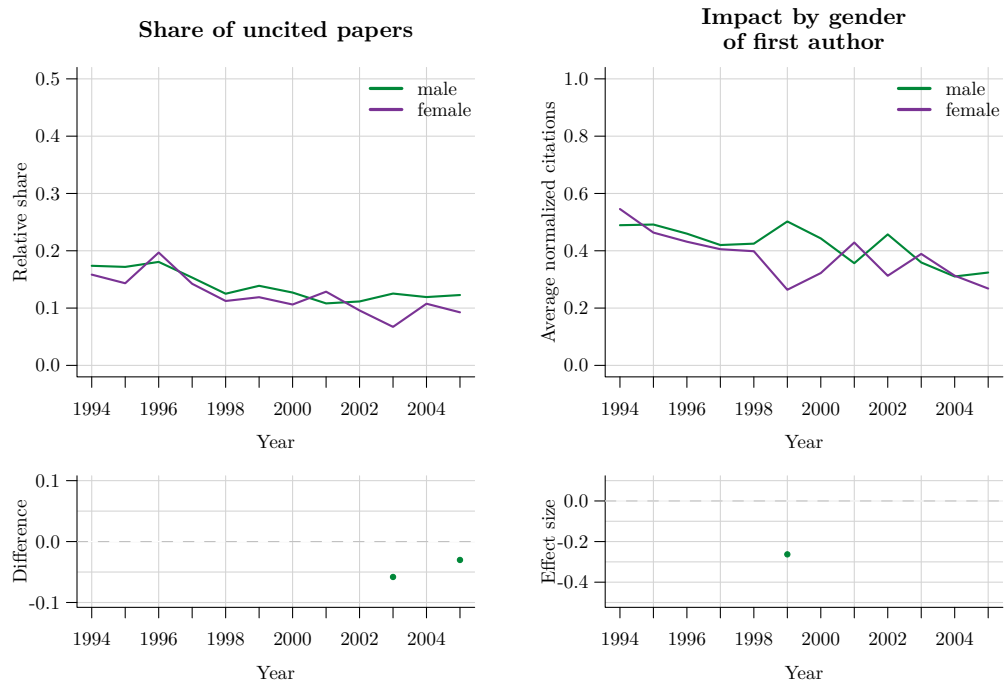 Share of uncited papers
Relative share
0.5
0.4
0.3
0.2
0.1
0.0
male
female
1994 1996 1998 2000 2002 2004
Year
Impact by gender
of first author
Average normalized citations
1.0
0.8
0.6
0.4
0.2
0.0
male
female
1994 1996 1998 2000 2002 2004
Year
Difference
0.1
0.0
-0.1
1994 1996 1998 2000 2002 2004
Year
Effect size
0.0
-0.2
-0.4
1994 1996 1998 2000 2002 2004
Year